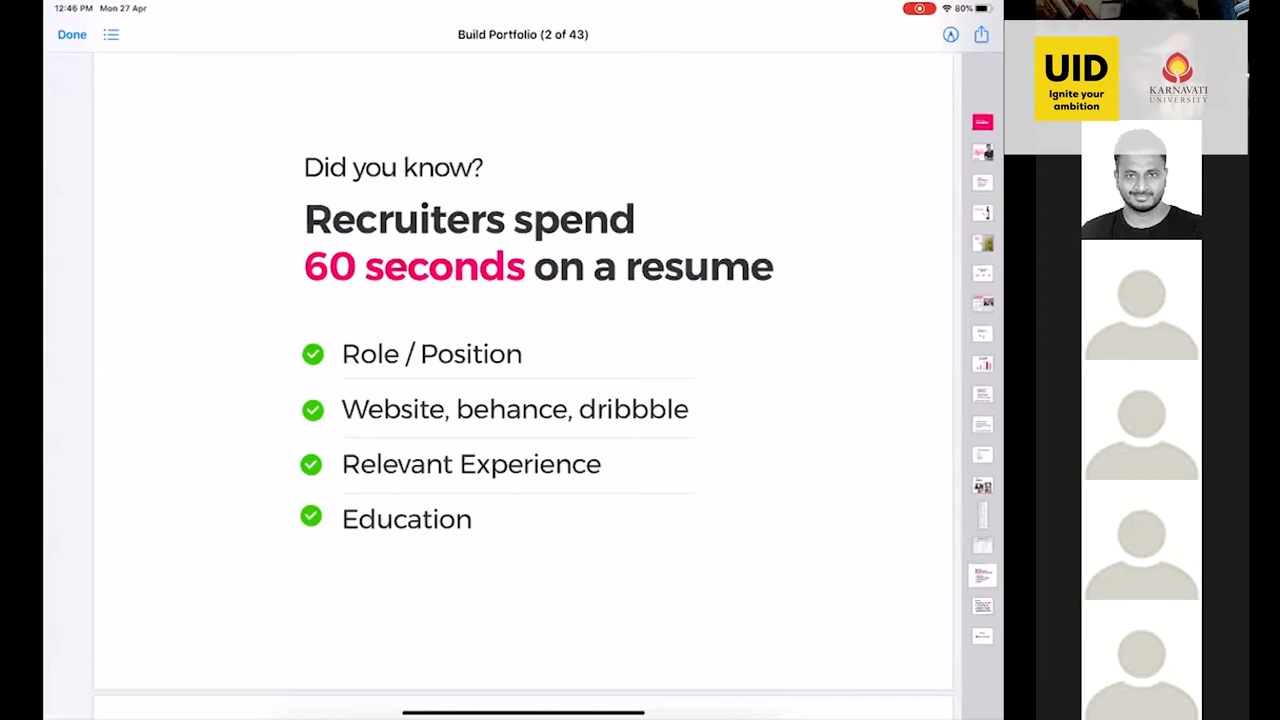 12:46 PM Mon 27 Apr
80%
Done
Build Portfolio (2 of 43)
Did you know?
Recruiters spend
60 seconds on a resume
Role / Position
Website, behance, dribbble
Relevant Experience
Education
UID
Ignite your
ambition
KARNAVATI
UNIVERSITY